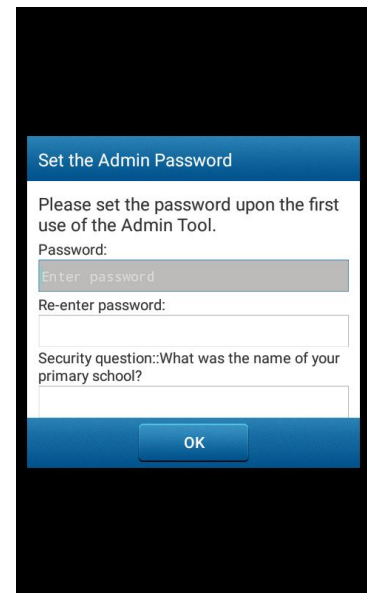 Set the Admin Password
Please set the password upon the first
use of the Admin Tool.
Password:
Enter password
Re-enter password:
Security question::What was the name of your
primary school?
OK